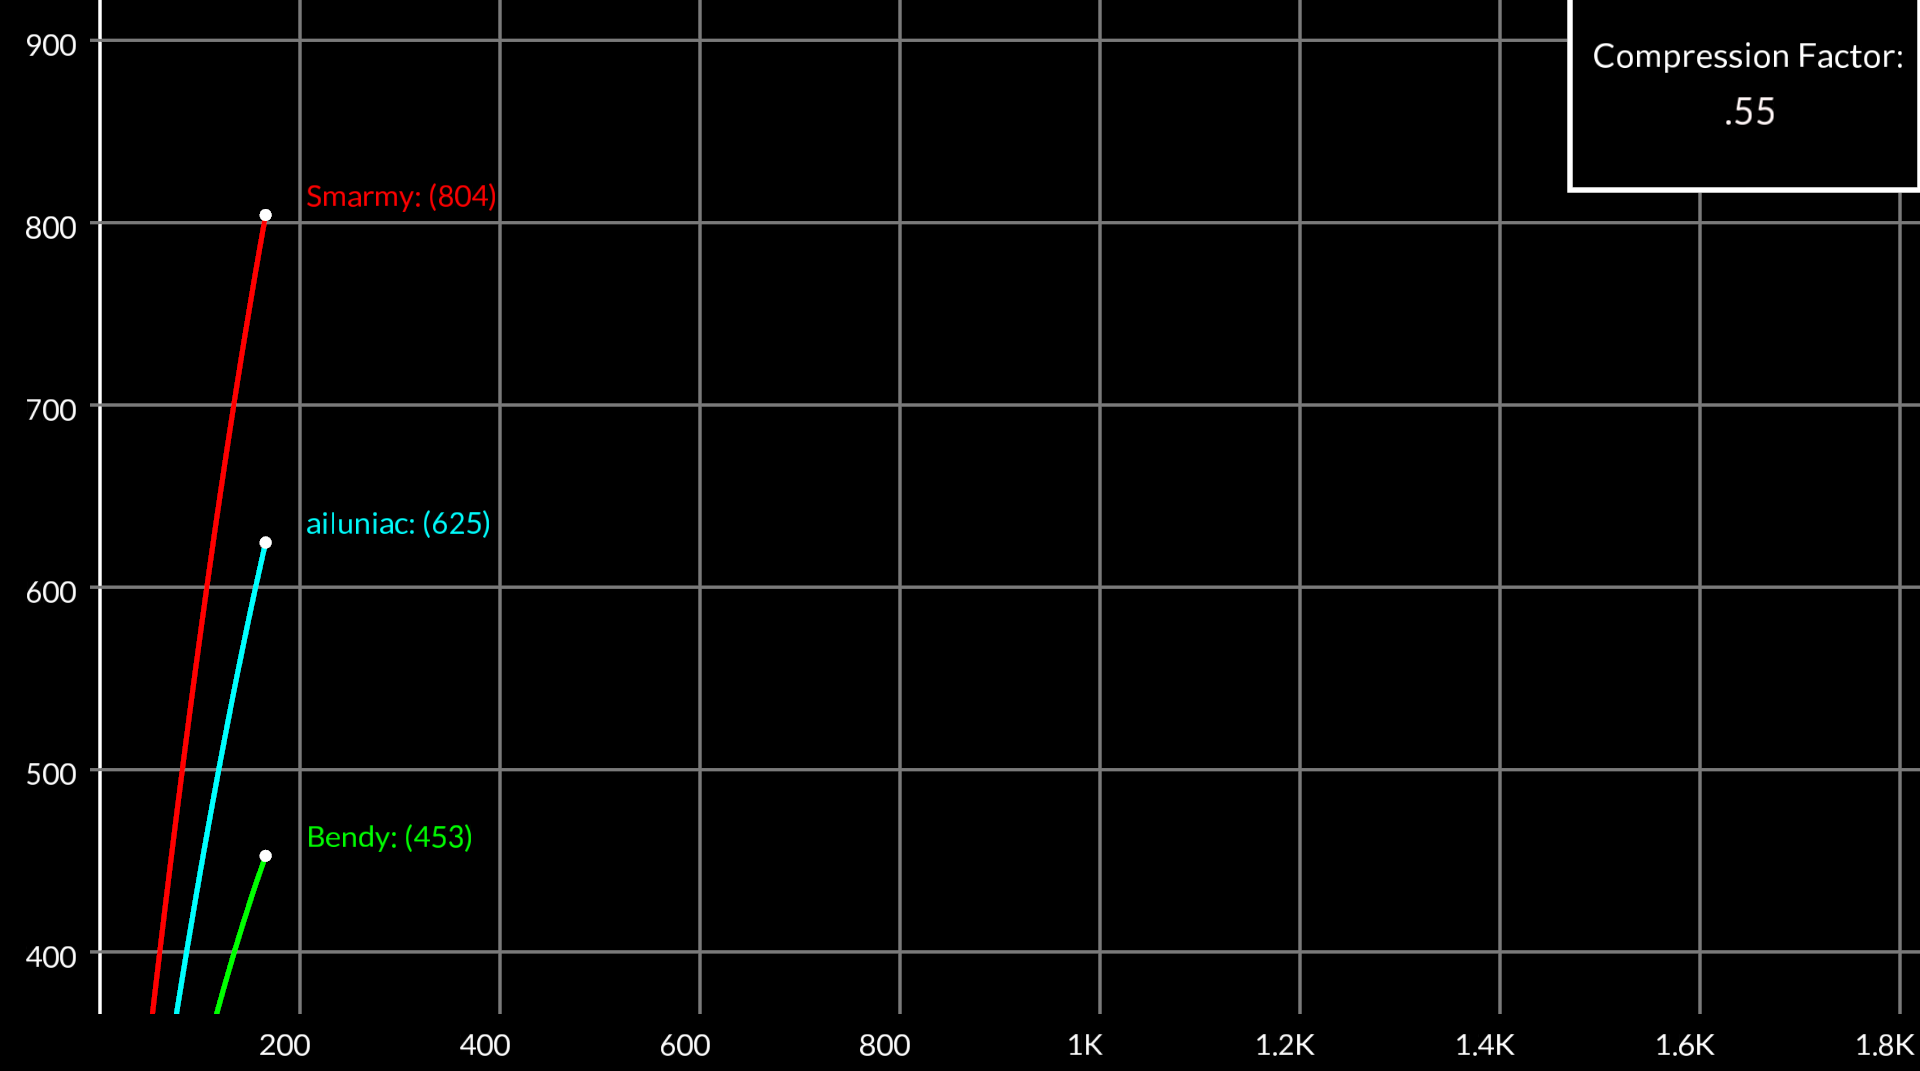 900
Compression Factor:
.55
Smarmy: (804)
800
700
ailuniac: (625)
600
500
Bendy: (453)
400
200 400 600 800 1K 1.2K 1.4K 1.6K 1.8K